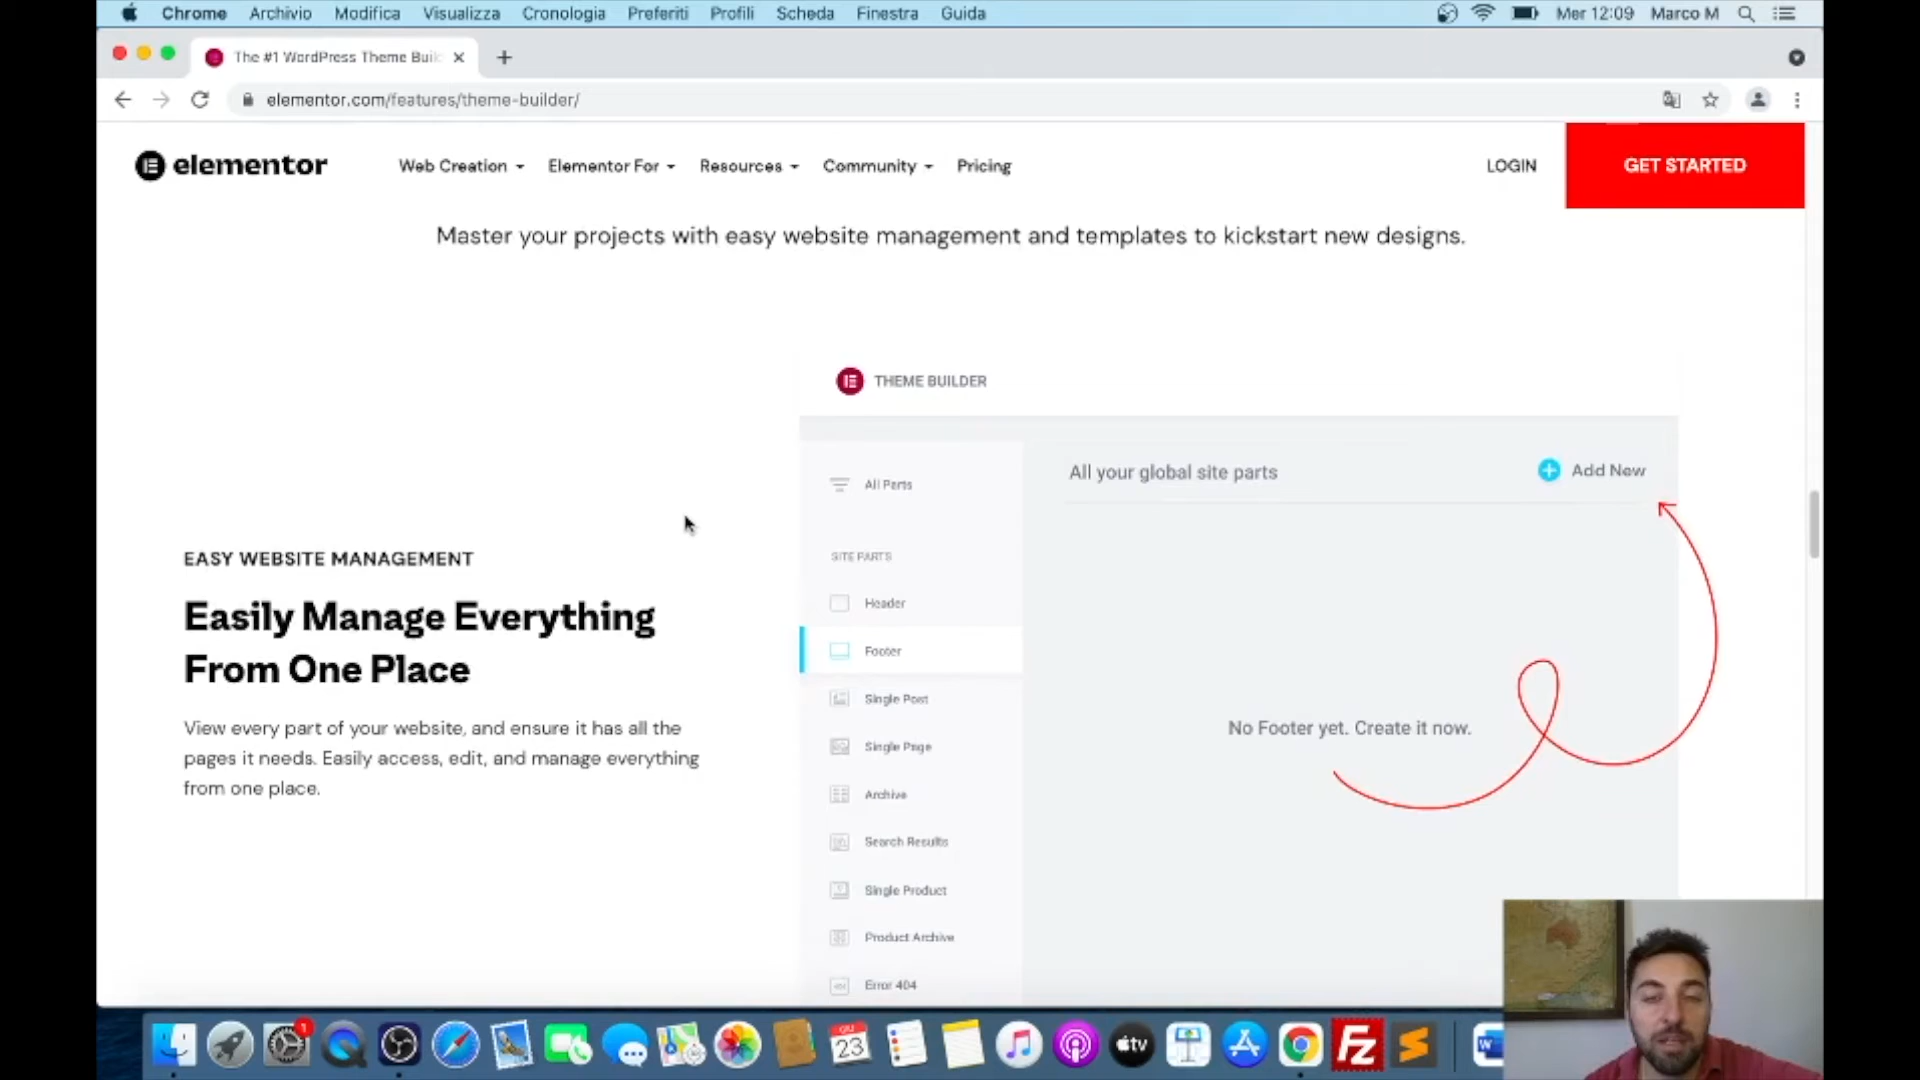 Chrome Archivio Modifica Visualizza Cronologia Preferiti Profili Scheda Finestra Guida Mer 12:09 Marco M
The #1 WordPress Theme Buil
elementor.com/features/theme-builder/
elementor Web Creation Elementor For Resources Community Pricing LOGIN GET STARTED
Master your projects with easy website management and templates to kickstart new designs.
THEME BUILDER
All your global site parts Add New
All Parts
SITE PARTS
Header
Footer
Single Post
Single Page
Archive
Search Results
Single Product
Product Archive
Error 404
No Footer yet. Create it now.
EASY WEBSITE MANAGEMENT
Easily Manage Everything
From One Place
View every part of your website, and ensure it has all the
pages it needs. Easily access, edit, and manage everything
from one place.
1
GIU
23
tv
Fz
W